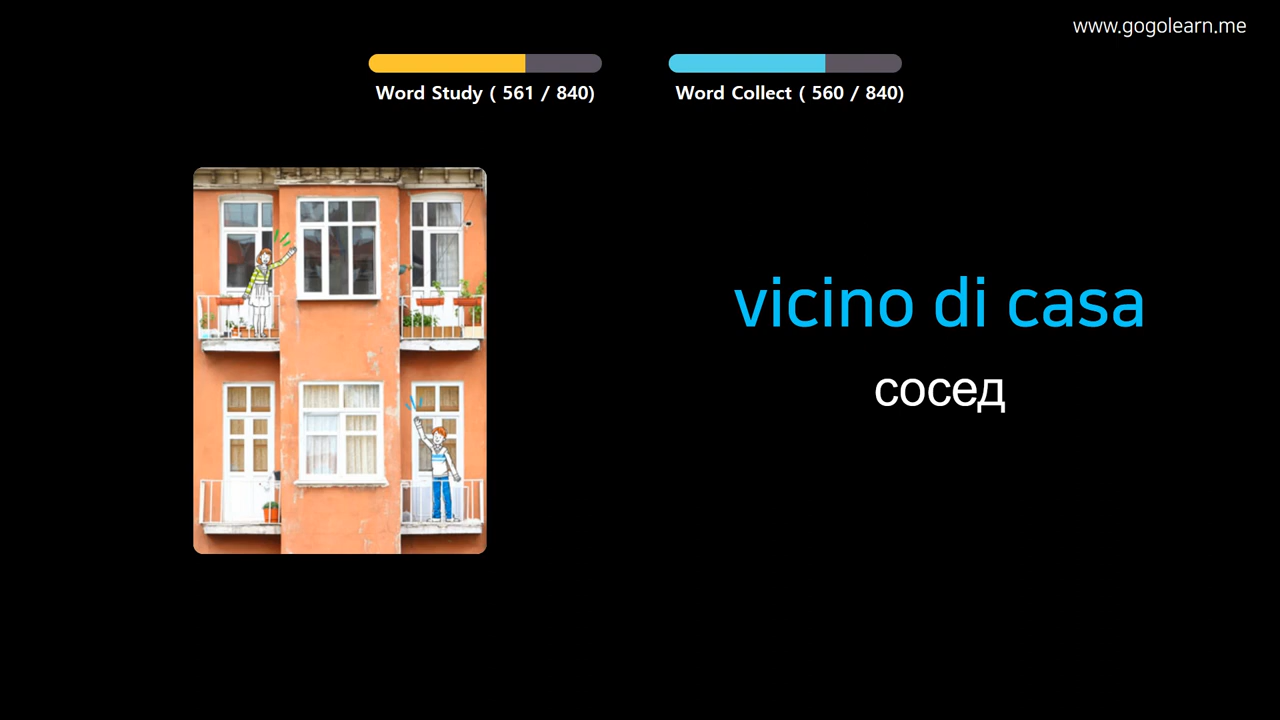 www.gogolearn.me
Word Study ( 561 / 840)
Word Collect ( 560 / 840)
vicino di casa
сосед